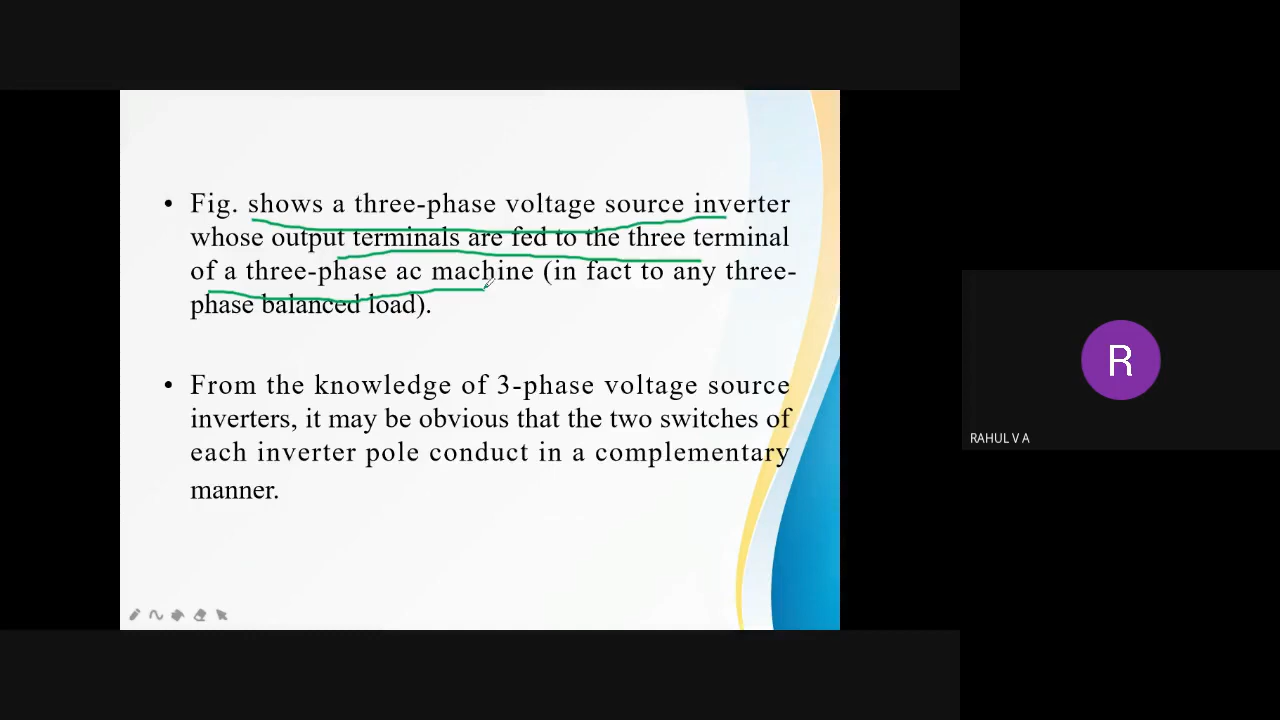 • Fig. shows a three-phase voltage source inverter
whose output terminals are fed to the three terminal
of a three-phase ac machine (in fact to any three-
phase balanced load).
• From the knowledge of 3-phase voltage source
inverters, it may be obvious that the two switches of
each inverter pole conduct in a complementary
manner.
R
RAHUL V A